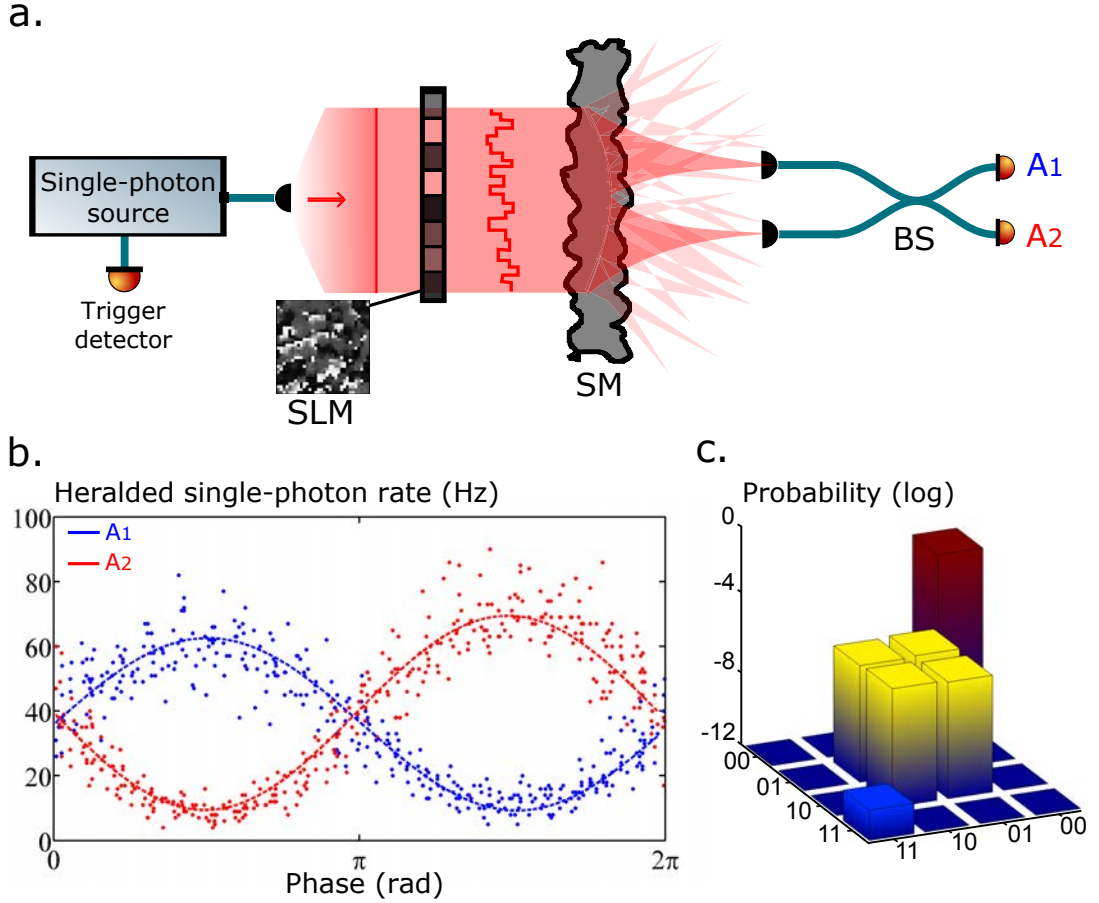 a.
Single-photon
source
Trigger
detector
SLM
SM
BS
A1
A2
b.
Heralded single-photon rate (Hz)
A1
A2
100
80
60
40
20
0
0
π
2π
Phase (rad)
c.
Probability (log)
0
-4
-8
-12
00
01
10
11
11
10
01
00